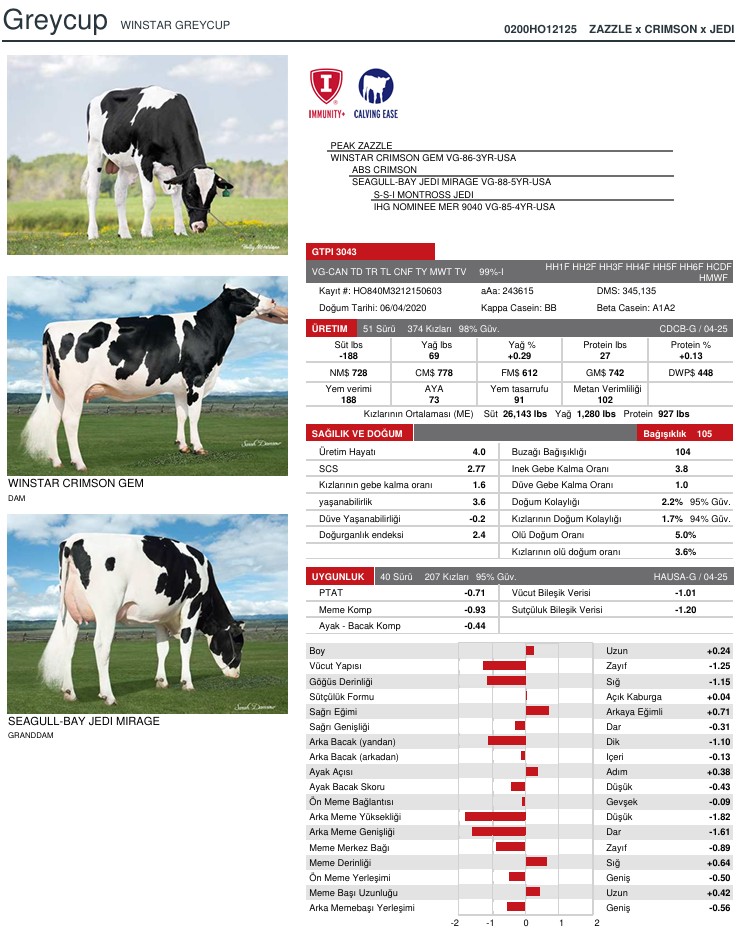 Greycup WINSTAR GREYCUP
0200HO12125 ZAZZLE x CRIMSON x JEDI
IMMUNITY+ CALVING EASE
PEAK ZAZZLE
WINSTAR CRIMSON GEM VG-86-3YR-USA
ABS CRIMSON
SEAGULL-BAY JEDI MIRAGE VG-88-5YR-USA
S-S-I MONTROSS JEDI
IHG NOMINEE MER 9040 VG-85-4YR-USA
WINSTAR CRIMSON GEM
DAM
SEAGULL-BAY JEDI MIRAGE
GRANDDAM
GTPI 3043
VG-CAN TD TR TL CNF TY MWT TV 99%-I HH1F HH2F HH3F HH4F HH5F HH6F HCDF
HMWF
Kayıt #: HO840M3212150603 aAa: 243615 DMS: 345,135
Doğum Tarihi: 06/04/2020 Kappa Casein: BB Beta Casein: A1A2
ÜRETIM 51 Sürü 374 Kızları 98% Güv. CDCB-G / 04-25
Süt lbs Yağ lbs Yağ % Protein lbs Protein %
-188 69 +0.29 27 +0.13
NM$ 728 CM$ 778 FM$ 612 GM$ 742 DWP$ 448
Yem verimi AYA Yem tasarrufu Metan Verimliliği
188 73 91 102
Kızlarının Ortalaması (ME) Süt 26,143 lbs Yağ 1,280 lbs Protein 927 lbs
SAĞILIK VE DOĞUM Bağışıklık 105
Üretim Hayatı 4.0 Buzağı Bağışıklığı 104
SCS 2.77 Inek Gebe Kalma Oranı 3.8
Kızlarının gebe kalma oranı 1.6 Düve Gebe Kalma Oranı 1.0
yaşanabilirlik 3.6 Doğum Kolaylığı 2.2% 95% Güv.
Düve Yaşanabilirliği -0.2 Kızlarının Doğum Kolaylığı 1.7% 94% Güv.
Doğurganlık endeksi 2.4 Olü Doğum Oranı 5.0%
Kızlarının olü doğum oranı 3.6%
UYGUNLUK 40 Sürü 207 Kızları 95% Güv. HAUSA-G / 04-25
PTAT -0.71 Vücut Bileşik Verisi -1.01
Meme Komp -0.93 Sutçüluk Bileşik Verisi -1.20
Ayak - Bacak Komp -0.44
Boy Uzun +0.24
Vücut Yapısı Zayıf -1.25
Göğüs Derinliği Sığ -1.15
Sütçülük Formu Açık Kaburga +0.04
Sağrı Eğimi Arkaya Eğimli +0.71
Sağrı Genişliği Dar -0.31
Arka Bacak (yandan) Dik -1.10
Arka Bacak (arkadan) Içeri -0.13
Ayak Açısı Adım +0.38
Ayak Bacak Skoru Düşük -0.43
Ön Meme Bağlantısı Gevşek -0.09
Arka Meme Yüksekliği Düşük -1.82
Arka Meme Genişliği Dar -1.61
Meme Merkez Bağı Zayıf -0.89
Meme Derinliği Sığ +0.64
Ön Meme Yerleşimi Geniş -0.50
Meme Başı Uzunluğu Uzun +0.42
Arka Memebaşı Yerleşimi Geniş -0.56
-2 -1 0 1 2